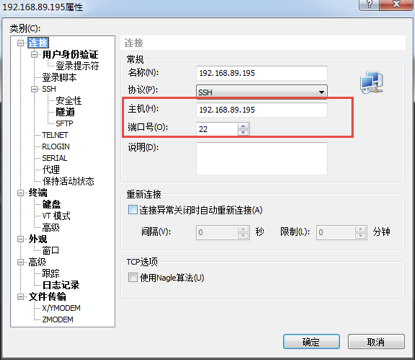 192.168.89.195属性
类别(C):
连接
用户身份验证
登录提示符
登录脚本
SSH
安全性
隧道
SFTP
TELNET
RLOGIN
SERIAL
代理
保持活动状态
终端
键盘
VT 模式
高级
外观
窗口
高级
跟踪
日志记录
文件传输
X/YMODEM
ZMODEM
连接
常规
名称(N): 192.168.89.195
协议(P): SSH
主机(H): 192.168.89.195
端口号(O): 22
说明(D):
重新连接
连接异常关闭时自动重新连接(A)
间隔(V): 0 秒 限制(L): 0 分钟
TCP选项
使用Nagle算法(U)
确定 取消